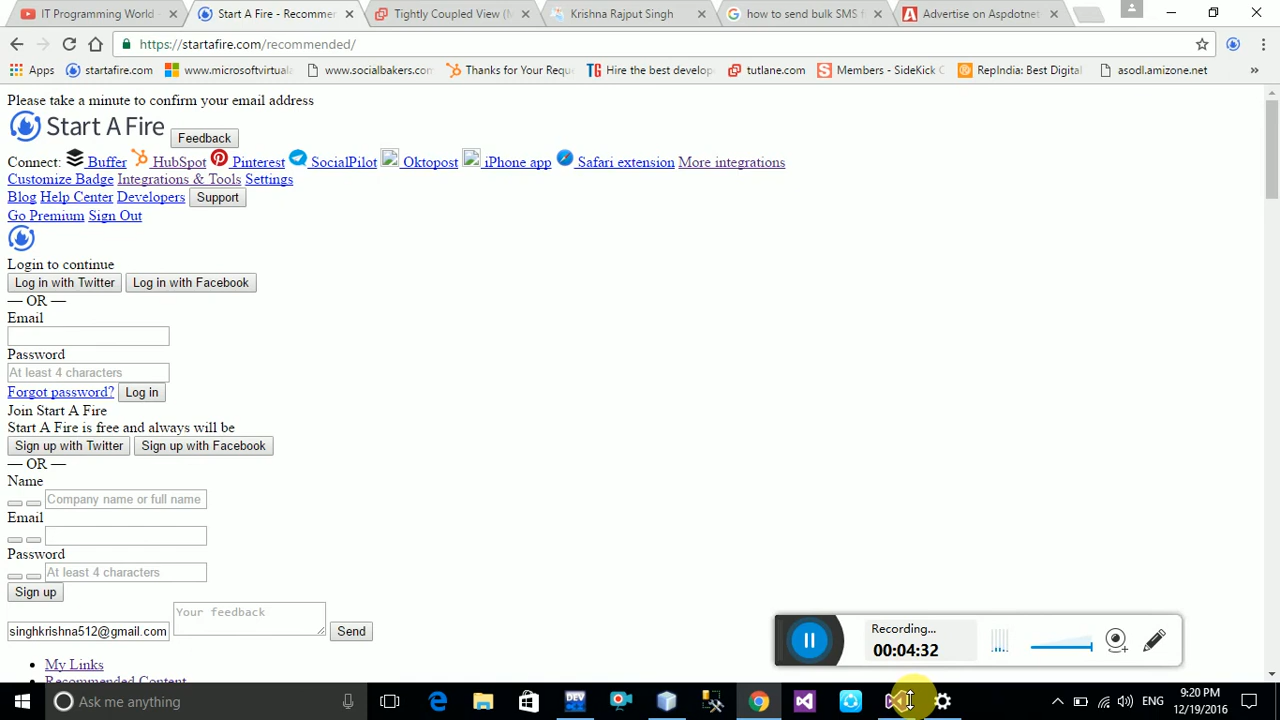 IT Programming World -
Start A Fire - Recommen
Tightly Coupled View (M
Krishna Rajput Singh
how to send bulk SMS f
Advertise on Aspdotnet
https://startafire.com/recommended/
Apps
startafire.com
www.microsoftvirtual
www.socialbakers.com
Thanks for Your Reque
TG Hire the best develop
tutlane.com
Members - SideKick C
RepIndia: Best Digital
asodl.amizone.net
»
Please take a minute to confirm your email address
Start A Fire Feedback
Connect: Buffer HubSpot Pinterest SocialPilot Oktopost iPhone app Safari extension More integrations
Customize Badge Integrations & Tools Settings
Blog Help Center Developers Support
Go Premium Sign Out
Login to continue
Log in with Twitter Log in with Facebook
— OR —
Email
Password
At least 4 characters
Forgot password? Log in
Join Start A Fire
Start A Fire is free and always will be
Sign up with Twitter Sign up with Facebook
— OR —
Name
Company name or full name
Email
Password
At least 4 characters
Sign up
singhkrishna512@gmail.com Your feedback Send
My Links
Recommended Content
Recording...
00:04:32
Ask me anything
DEV
ENG
9:20 PM
12/19/2016